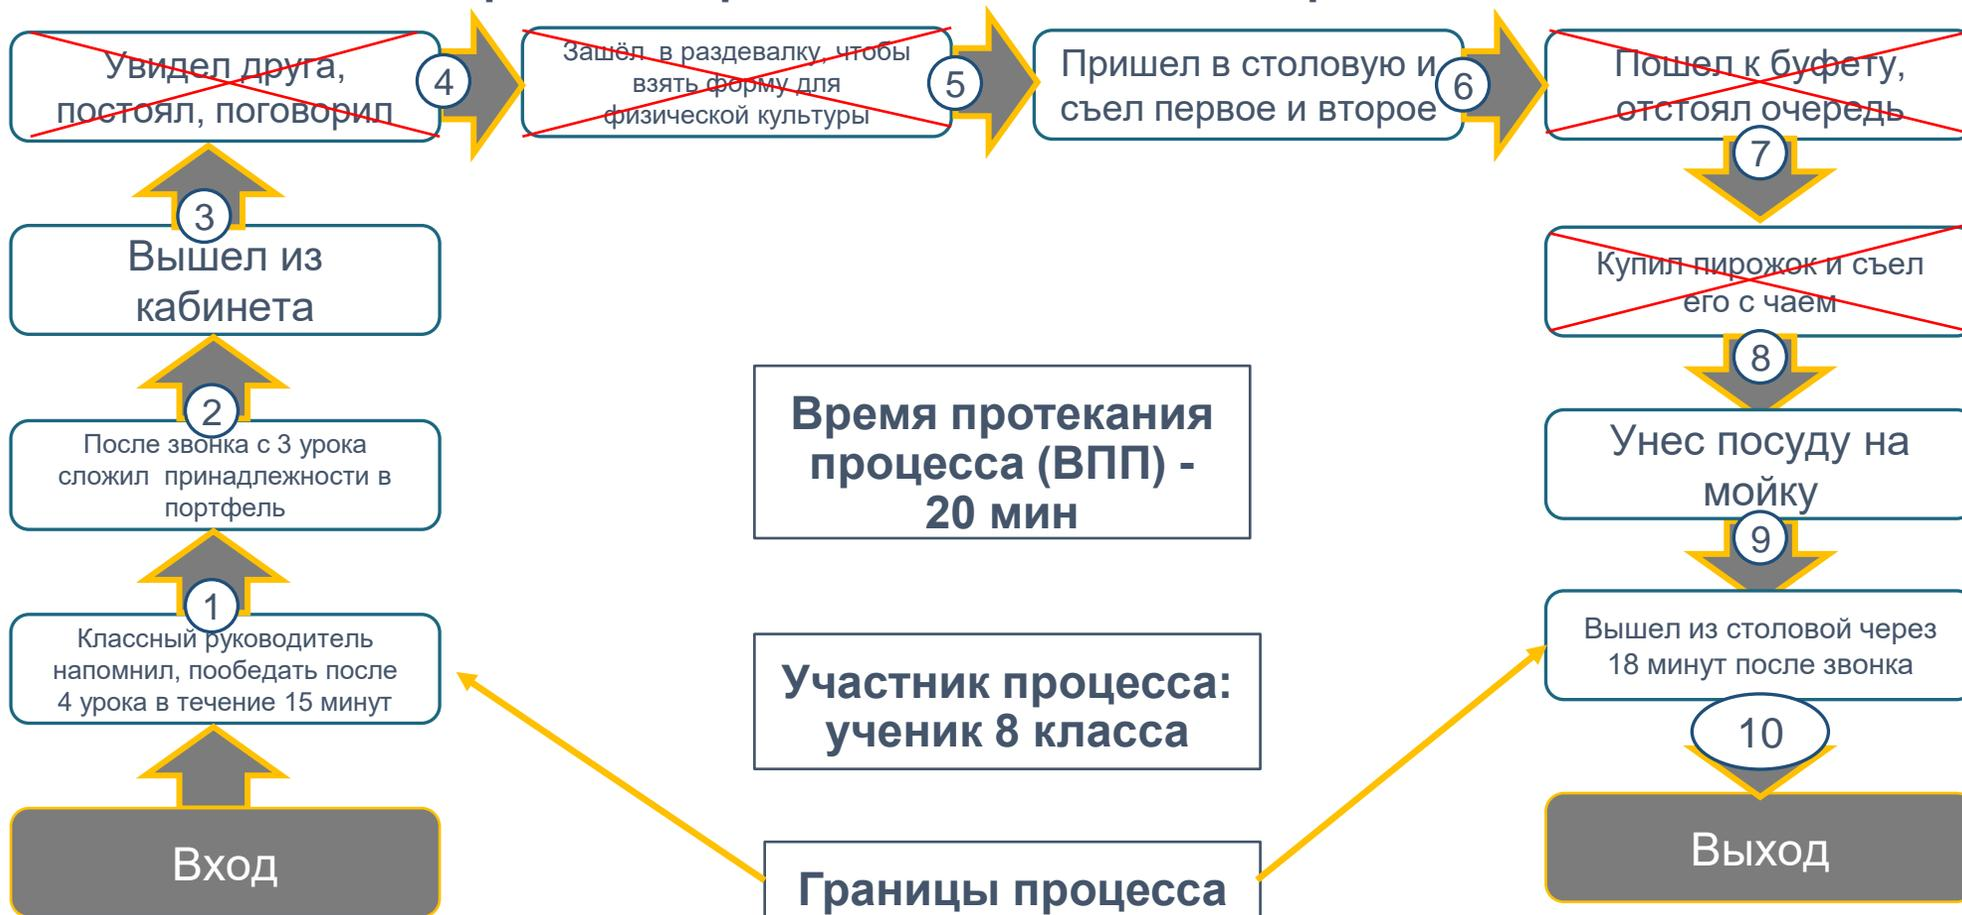 Увидел друга,
постоял, поговорил
4
Зашёл в раздевалку, чтобы
взять форму для
физической культуры
5
Пришел в столовую и
съел первое и второе
6
Пошел к буфету,
отстоял очередь
7
3
Вышел из
кабинета
Купил пирожок и съел
его с чаем
8
2
После звонка с 3 урока
сложил принадлежности в
портфель
Время протекания
процесса (ВПП) -
20 мин
Унес посуду на
мойку
9
1
Классный руководитель
напомнил, пообедать после
4 урока в течение 15 минут
Участник процесса:
ученик 8 класса
Вышел из столовой через
18 минут после звонка
10
Вход
Границы процесса
Выход